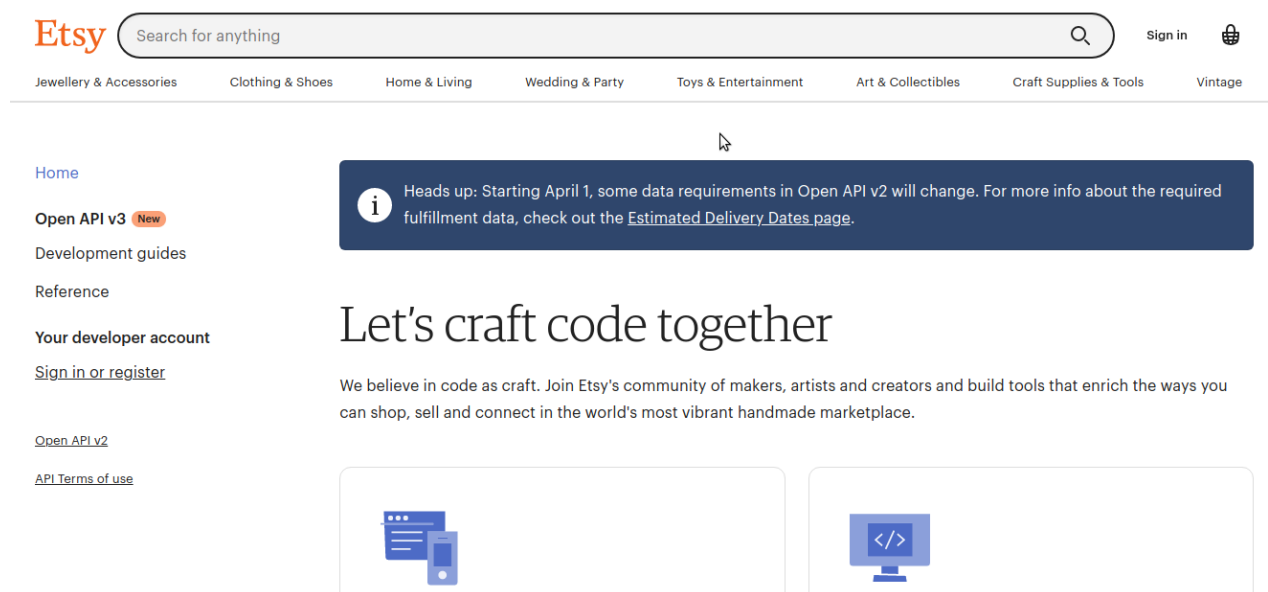 Etsy
Search for anything
Sign in
Jewellery & Accessories
Clothing & Shoes
Home & Living
Wedding & Party
Toys & Entertainment
Art & Collectibles
Craft Supplies & Tools
Vintage
Home
Open API v3 New
Development guides
Reference
Your developer account
Sign in or register
Open API v2
API Terms of use
i
Heads up: Starting April 1, some data requirements in Open API v2 will change. For more info about the required
fulfillment data, check out the Estimated Delivery Dates page.
Let's craft code together
We believe in code as craft. Join Etsy's community of makers, artists and creators and build tools that enrich the ways you
can shop, sell and connect in the world's most vibrant handmade marketplace.
</>